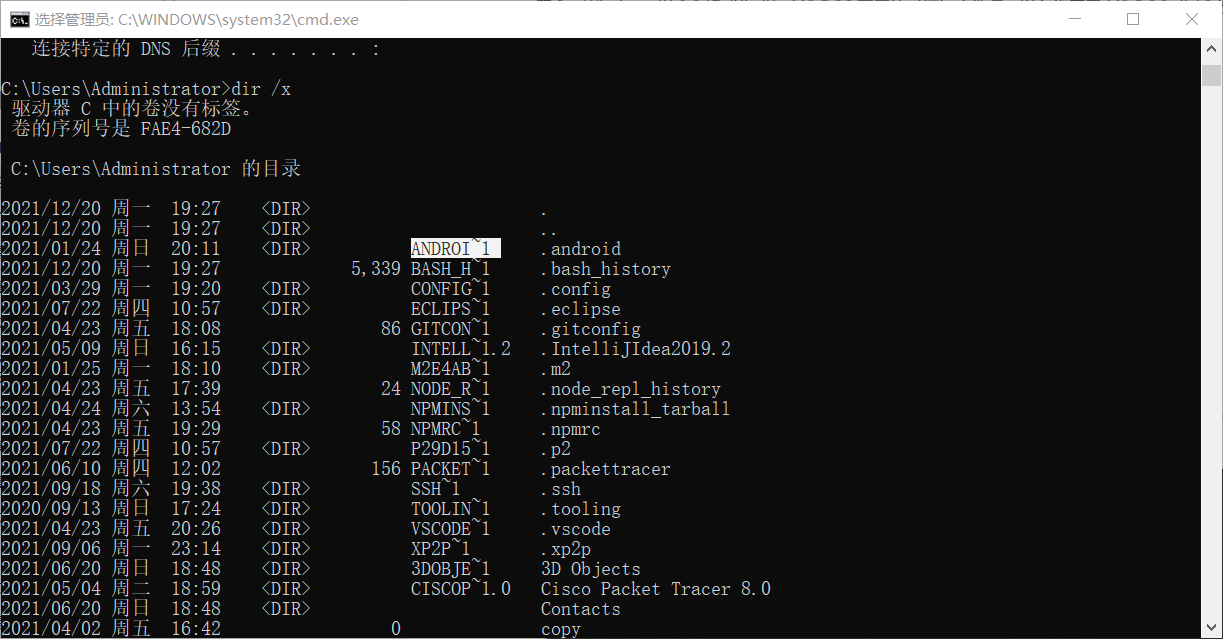 选择管理员: C:\WINDOWS\system32\cmd.exe
连接特定的 DNS 后缀 . . . . . . . :
C:\Users\Administrator>dir /x
驱动器 C 中的卷没有标签。
卷的序列号是 FAE4-682D
C:\Users\Administrator 的目录
2021/12/20 周一 19:27 <DIR> .
2021/12/20 周一 19:27 <DIR> ..
2021/01/24 周日 20:11 <DIR> ANDROI~1 .android
2021/12/20 周一 19:27 5,339 BASH_H~1 .bash_history
2021/03/29 周一 19:20 <DIR> CONFIG~1 .config
2021/07/22 周四 10:57 <DIR> ECLIPS~1 .eclipse
2021/04/23 周五 18:08 86 GITCON~1 .gitconfig
2021/05/09 周日 16:15 <DIR> INTELL~1.2 .IntelliJIdea2019.2
2021/01/25 周一 18:10 <DIR> M2E4AB~1 .m2
2021/04/23 周五 17:39 24 NODE_R~1 .node_repl_history
2021/04/24 周六 13:54 <DIR> NPMINS~1 .npminstall_tarball
2021/04/23 周五 19:29 58 NPMRC~1 .npmrc
2021/07/22 周四 10:57 <DIR> P29D15~1 .p2
2021/06/10 周四 12:02 156 PACKET~1 .packettracer
2021/09/18 周六 19:38 <DIR> SSH~1 .ssh
2020/09/13 周日 17:24 <DIR> TOOLIN~1 .tooling
2021/04/23 周五 20:26 <DIR> VSCODE~1 .vscode
2021/09/06 周一 23:14 <DIR> XP2P~1 .xp2p
2021/06/20 周日 18:48 <DIR> 3DOBJE~1 3D Objects
2021/05/04 周二 18:59 <DIR> CISCOP~1.0 Cisco Packet Tracer 8.0
2021/06/20 周日 18:48 <DIR> Contacts
2021/04/02 周五 16:42 0 copy